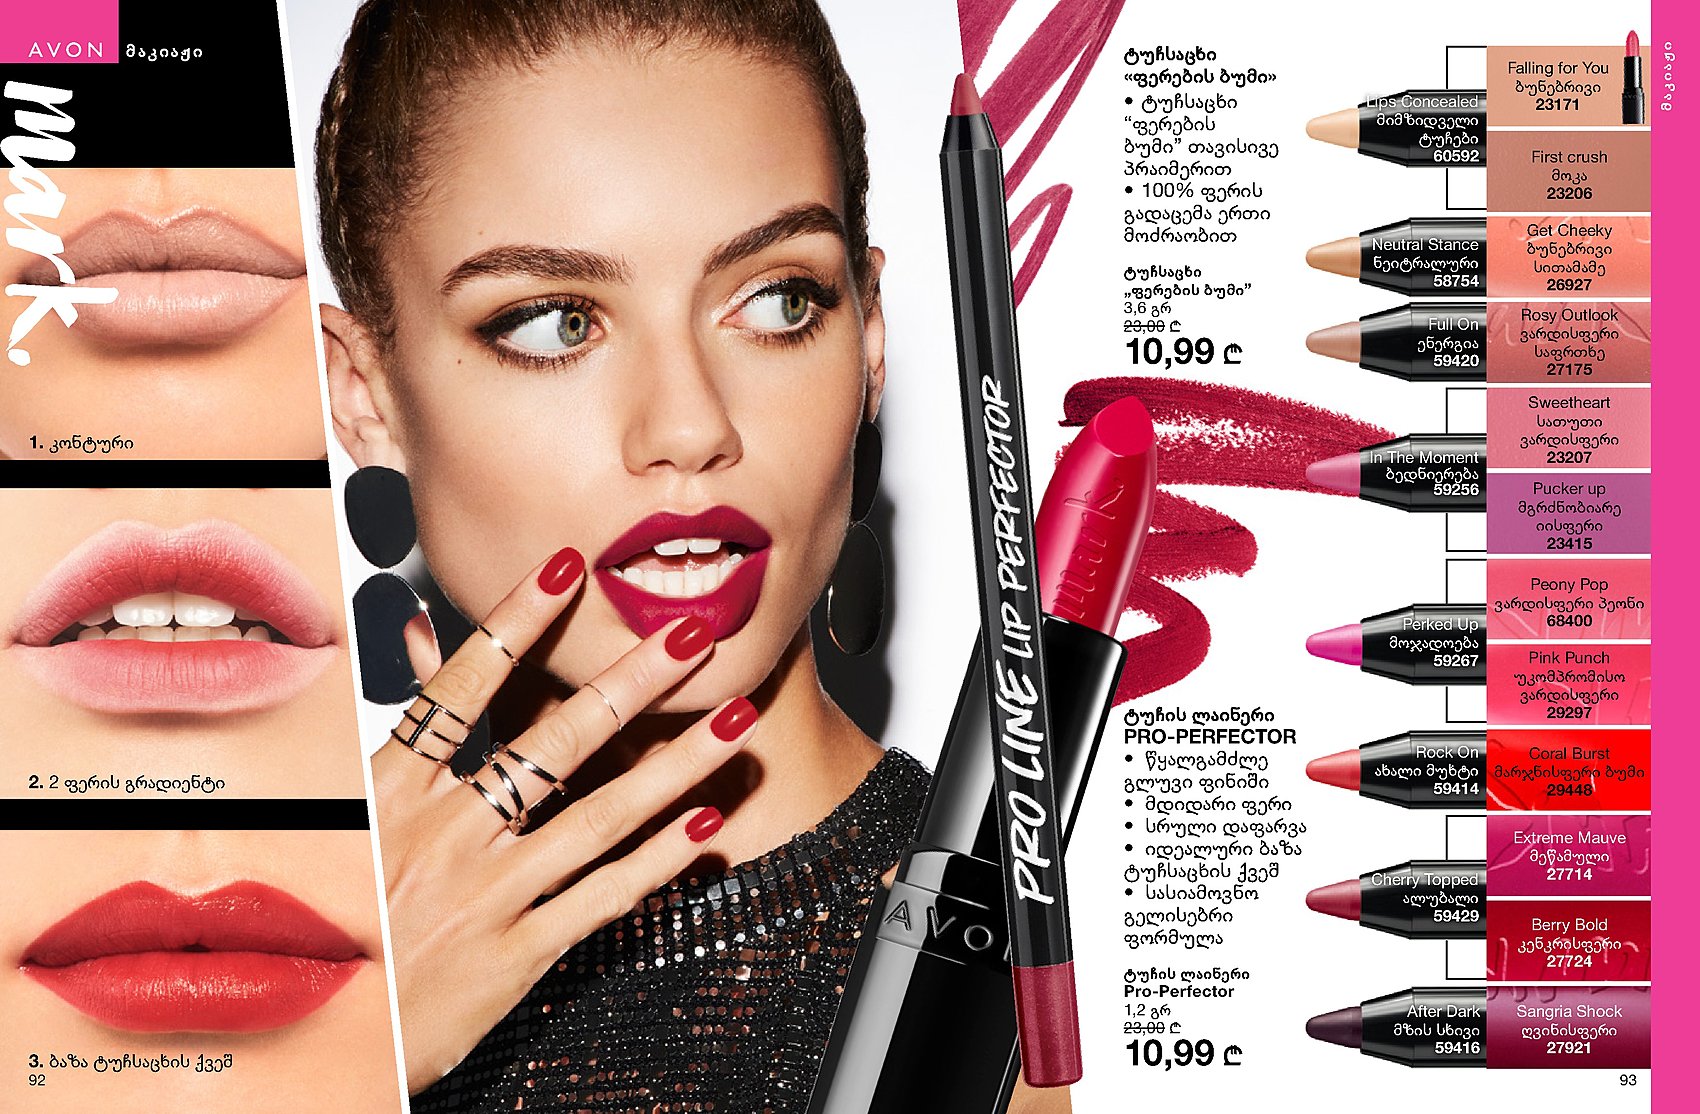 AVON მაკიაჟი
mark.
1. კონტური
2. 2 ფერის გრადიენტი
3. ბაზა ტუჩსაცხის ქვეშ
92
PRO LINE LIP PERFECTOR
mark.
AVO
ტუჩსაცხი
«ფერების ბუმი»
• ტუჩსაცხი
“ფერების
ბუმი” თავისივე
პრაიმერით
• 100% ფერის
გადაცემა ერთი
მოძრაობით
ტუჩსაცხი
„ფერების ბუმი”
3,6 გრ
23,00 ₾
10,99 ₾
ტუჩის ლაინერი
PRO-PERFECTOR
• წყალგამძლე
გლუვი ფინიში
• მდიდარი ფერი
• სრული დაფარვა
• იდეალური ბაზა
ტუჩსაცხის ქვეშ
• სასიამოვნო
გელისებრი
ფორმულა
ტუჩის ლაინერი
Pro-Perfector
1,2 გრ
23,00 ₾
10,99 ₾
Lips Concealed
მიმზიდველი
ტუჩები
60592
Neutral Stance
ნეიტრალური
58754
Full On
ენერგია
59420
In The Moment
ბედნიერება
59256
Perked Up
მოჯადოება
59267
Rock On
ახალი მუხტი
59414
Cherry Topped
ალუბალი
59429
After Dark
მზის სხივი
59416
Falling for You
ბუნებრივი
23171
First crush
მოკა
23206
Get Cheeky
ბუნებრივი
სითამამე
26927
Rosy Outlook
ვარდისფერი
საფრთხე
27175
Sweetheart
სათუთი
ვარდისფერი
23207
Pucker up
მგრძნობიარე
იისფერი
23415
Peony Pop
ვარდისფერი პეონი
68400
Pink Punch
უკომპრომისო
ვარდისფერი
29297
Coral Burst
მარჯნისფერი ბუმი
29448
Extreme Mauve
მეწამული
27714
Berry Bold
კენკრისფერი
27724
Sangria Shock
ღვინისფერი
27921
მაკიაჟი
93